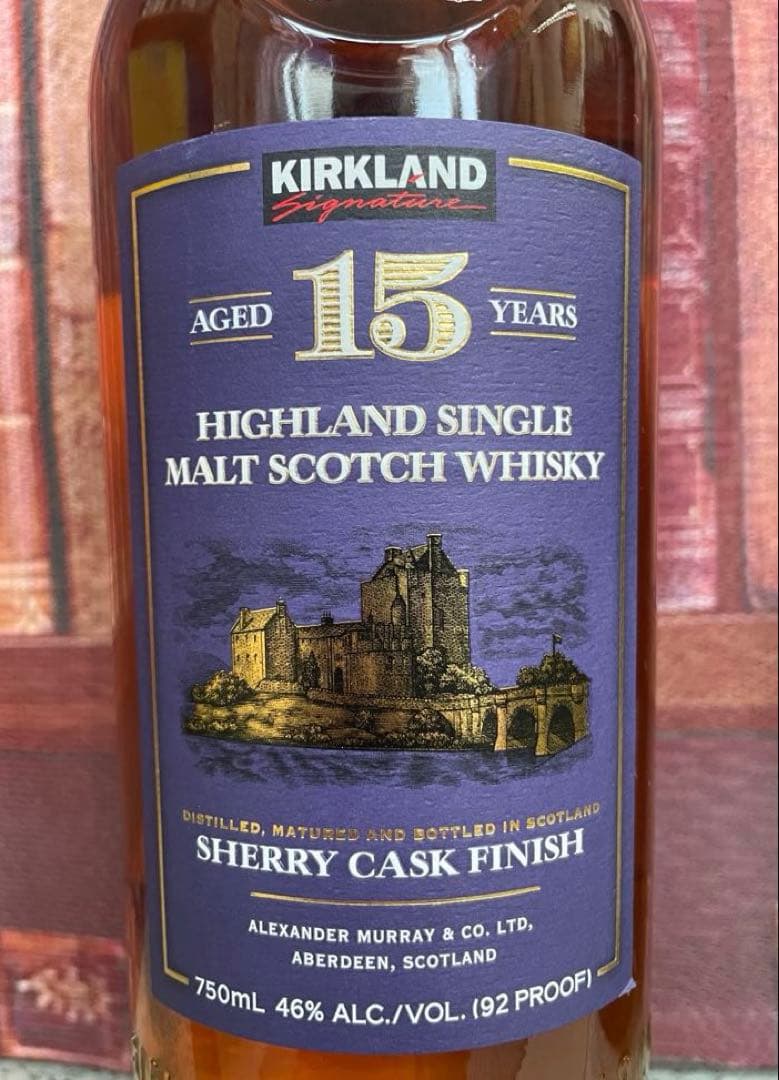 KIRKLAND
Signature
AGED 15 YEARS
HIGHLAND SINGLE
MALT SCOTCH WHISKY
DISTILLED, MATURED AND BOTTLED IN SCOTLAND
SHERRY CASK FINISH
ALEXANDER MURRAY & CO. LTD,
ABERDEEN, SCOTLAND
750mL 46% ALC./VOL. (92 PROOF)